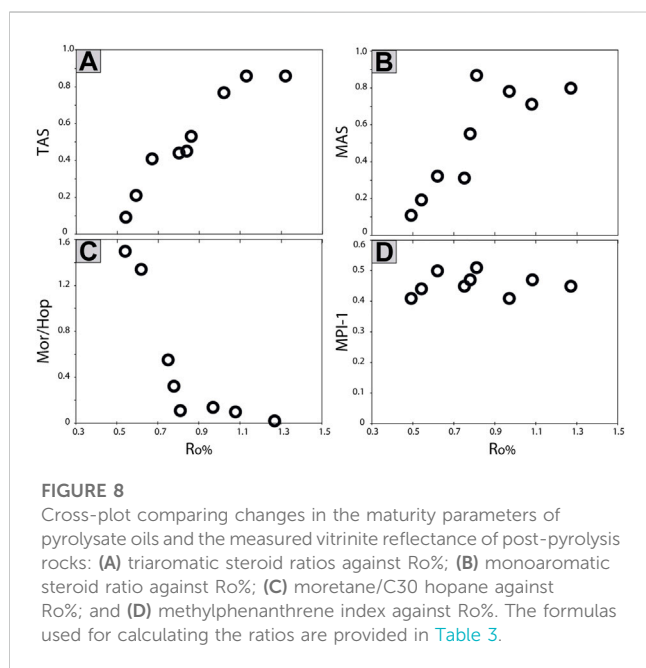 A
TAS
1.0
0.8
0.6
0.4
0.2
0
B
MAS
1.0
0.8
0.6
0.4
0.2
0
C
Mor/Hop
1.6
1.2
0.8
0.4
0
0.3 0.5 0.7 0.9 1.1 1.3 1.5
Ro%
D
MPI-1
0.6
0.5
0.4
0.3
0.2
0.1
0
0.3 0.5 0.7 0.9 1.1 1.3 1.5
Ro%
FIGURE 8
Cross-plot comparing changes in the maturity parameters of
pyrolysate oils and the measured vitrinite reflectance of post-pyrolysis
rocks: (A) triaromatic steroid ratios against Ro%; (B) monoaromatic
steroid ratio against Ro%; (C) moretane/C30 hopane against
Ro%; and (D) methylphenanthrene index against Ro%. The formulas
used for calculating the ratios are provided in Table 3.